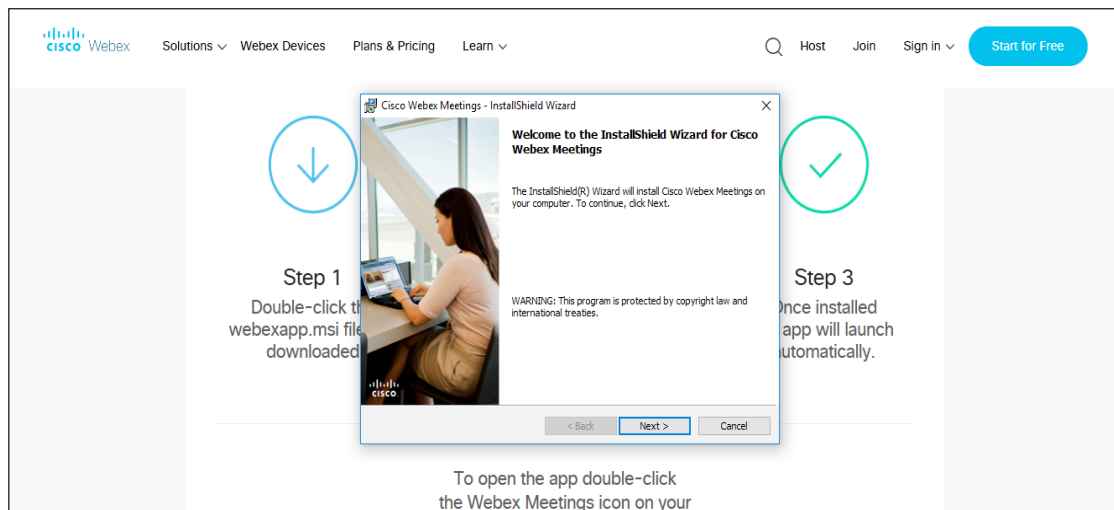 cisco Webex Solutions Webex Devices Plans & Pricing Learn Host Join Sign in Start for Free
Cisco Webex Meetings - InstallShield Wizard
Welcome to the InstallShield Wizard for Cisco
Webex Meetings
The InstallShield(R) Wizard will install Cisco Webex Meetings on
your computer. To continue, click Next.
WARNING: This program is protected by copyright law and
international treaties.
cisco
< Back Next > Cancel
Step 1
Double-click
webexapp.msi
downloaded
Step 3
installed
app will launch
To open the app double-click
the Webex Meetings icon on your